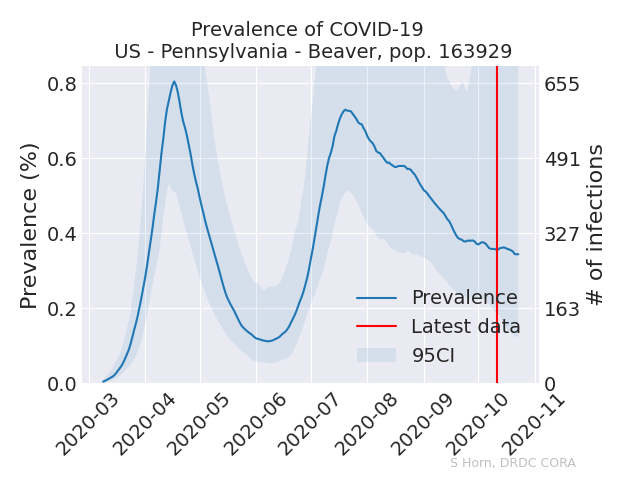 Prevalence of COVID-19
US - Pennsylvania - Beaver, pop. 163929
Prevalence (%)
0.8
0.6
0.4
0.2
0.0
655
491
327
163
0
# of infections
Prevalence
Latest data
95CI
2020-03
2020-04
2020-05
2020-06
2020-07
2020-08
2020-09
2020-10
2020-11
S Horn, DRDC CORA